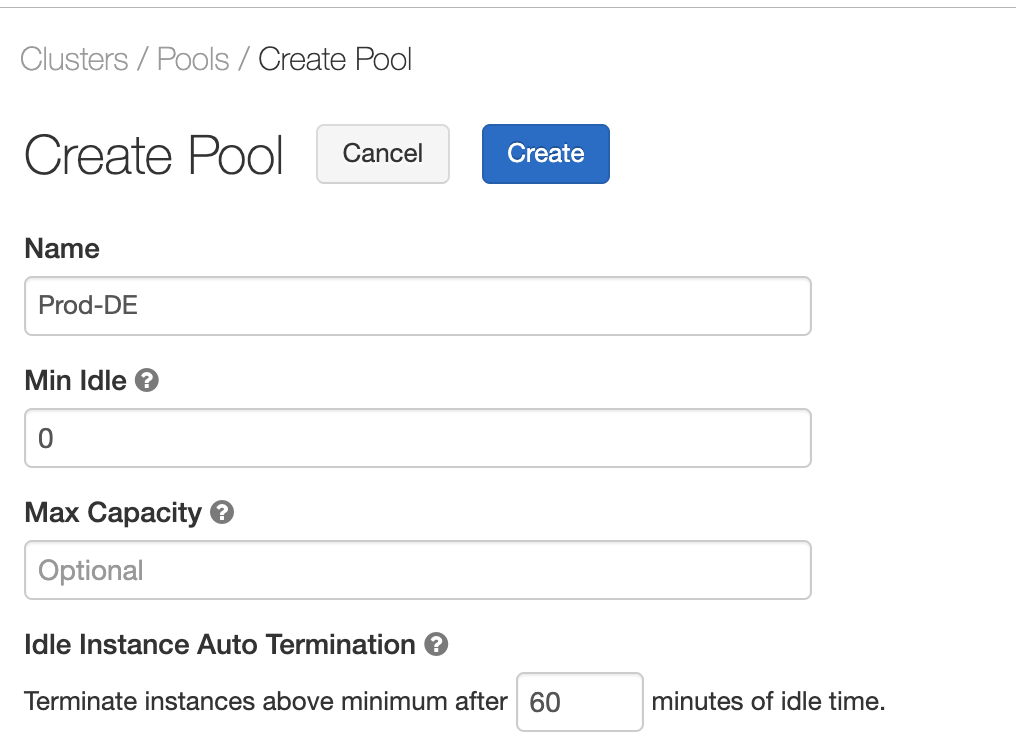 Clusters / Pools / Create Pool
Create Pool Cancel Create
Name
Prod-DE
Min Idle ?
0
Max Capacity ?
Optional
Idle Instance Auto Termination ?
Terminate instances above minimum after 60 minutes of idle time.